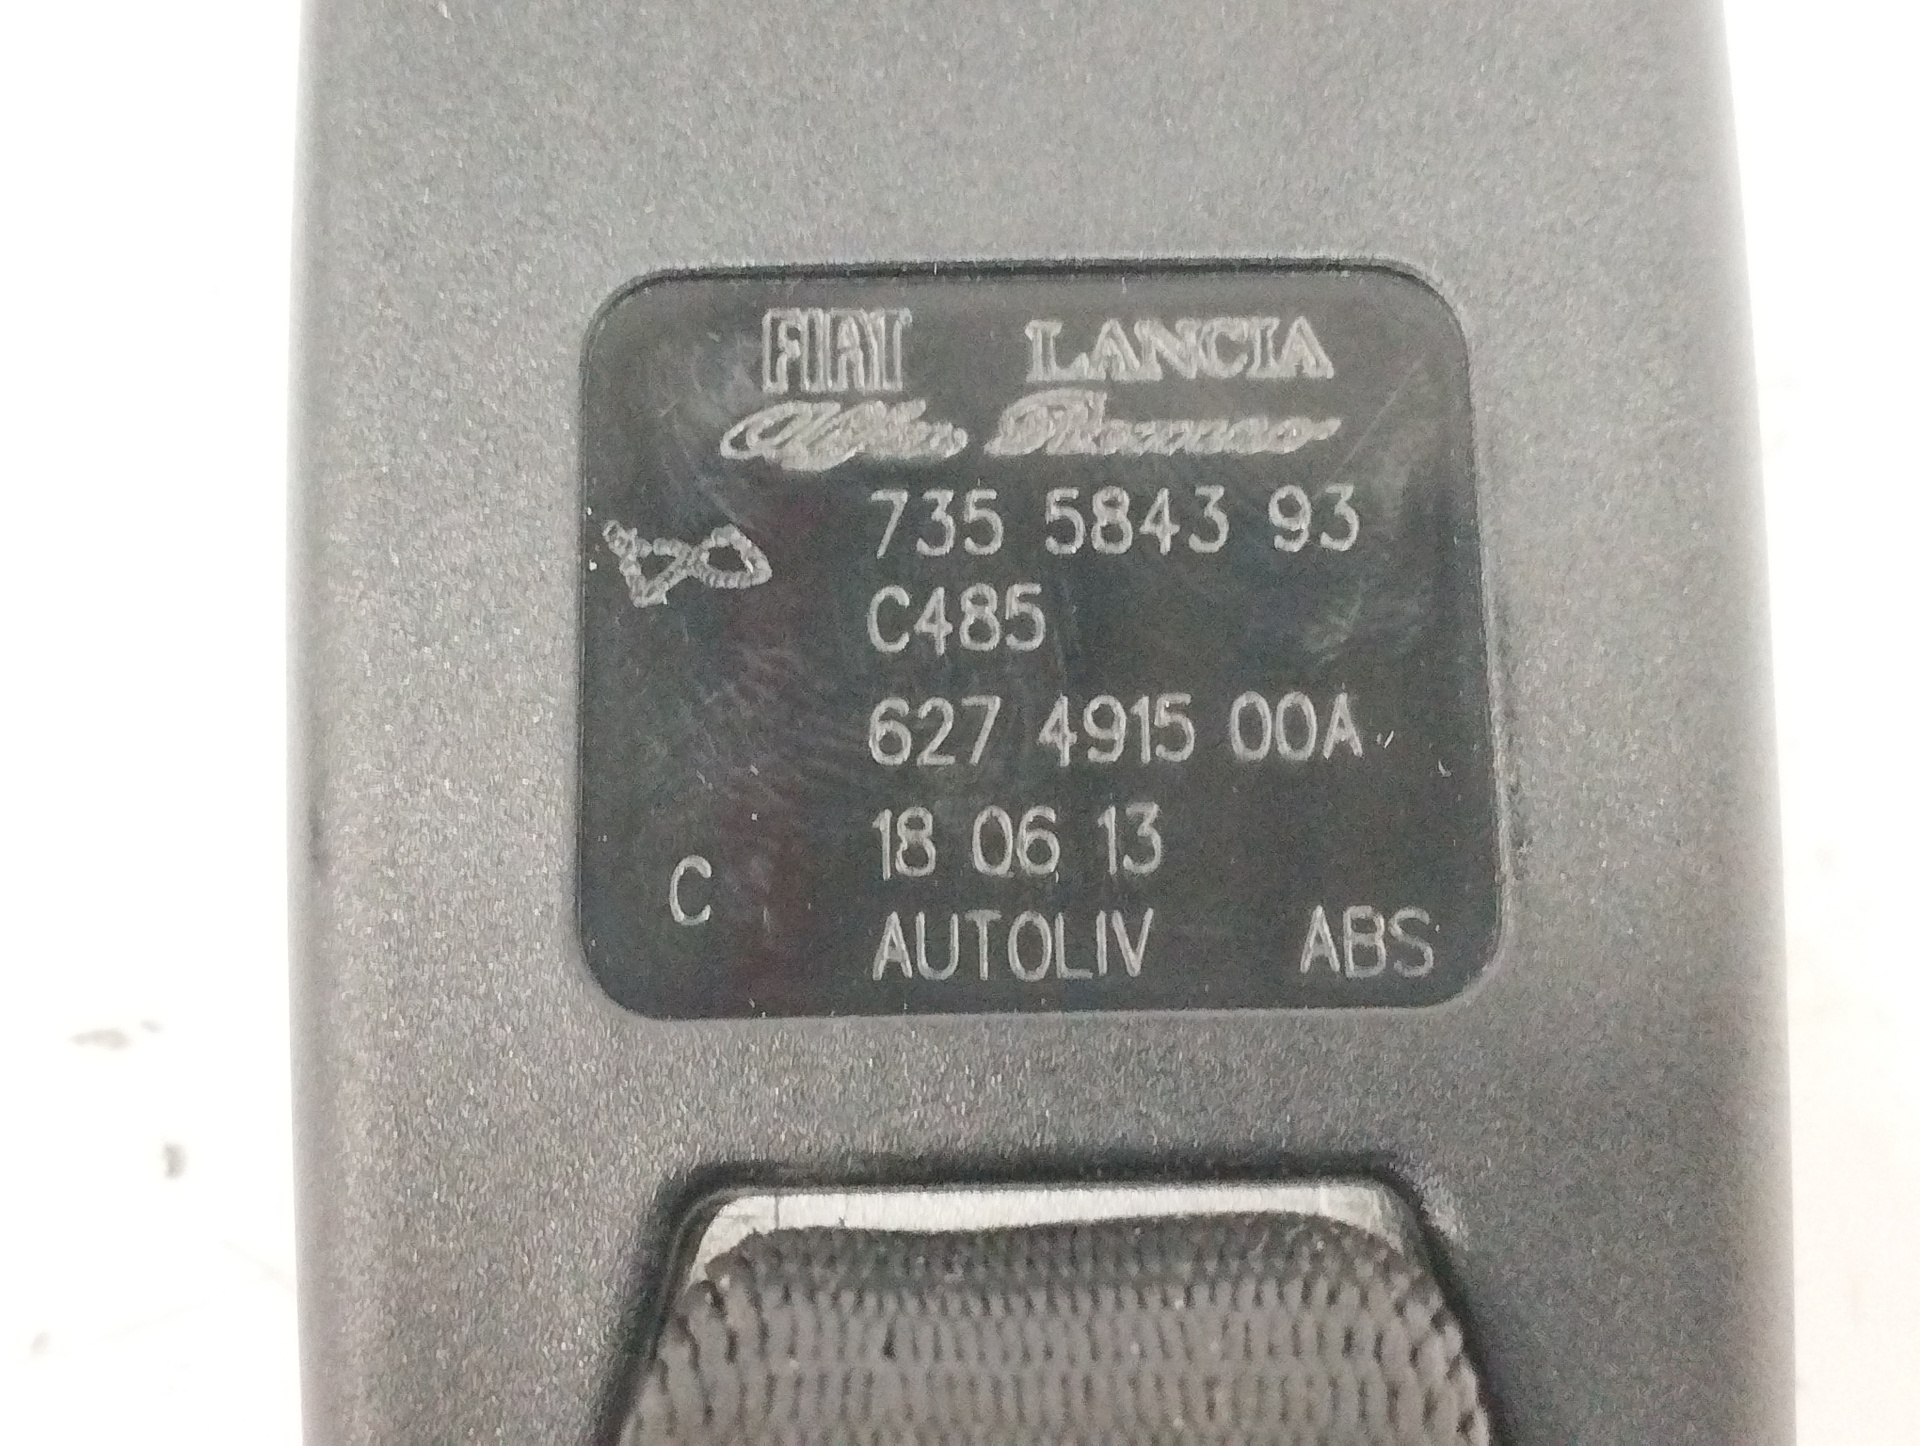 FIAT LANCIA
Alfa Romeo
735 5843 93
C485
627 4915 00A
18 06 13
C
AUTOLIV ABS